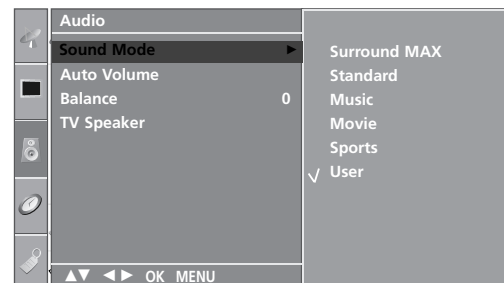 Audio
Sound Mode ►
Auto Volume
Balance 0
TV Speaker
▲▼ ◄► OK MENU
Surround MAX
Standard
Music
Movie
Sports
√ User